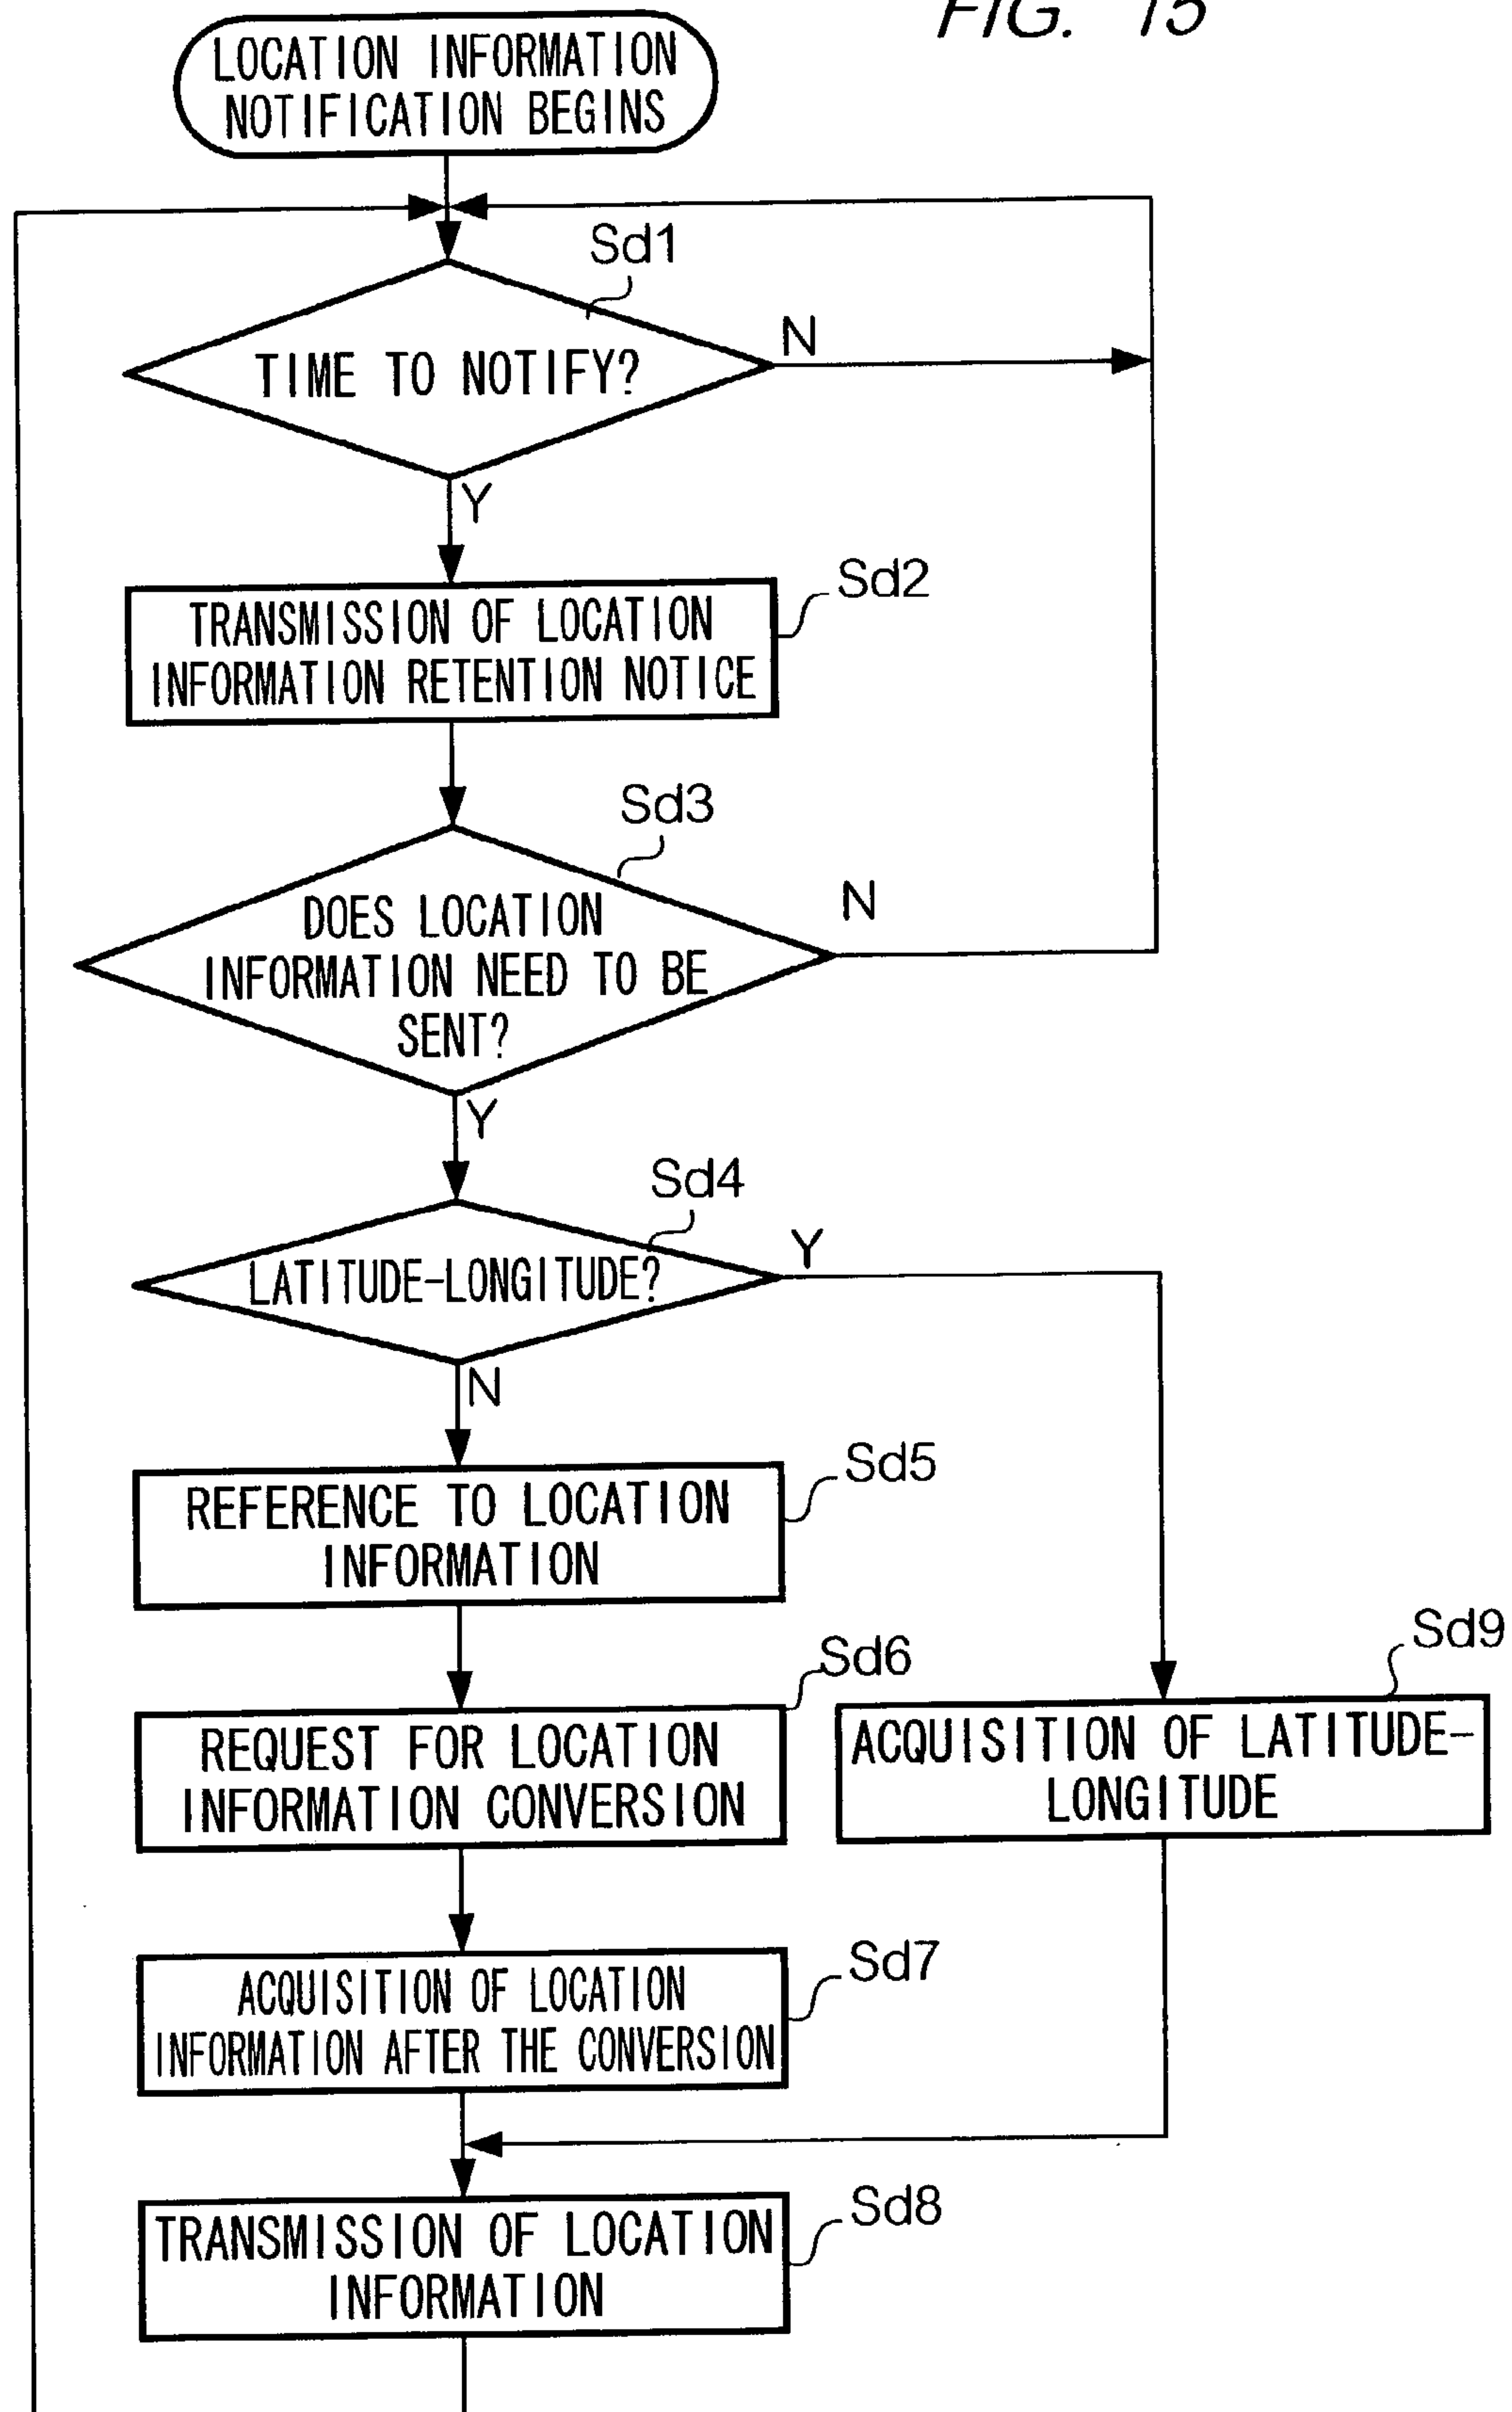 FIG. 15
LOCATION INFORMATION
NOTIFICATION BEGINS
Sd1
TIME TO NOTIFY?
N
Y
Sd2
TRANSMISSION OF LOCATION
INFORMATION RETENTION NOTICE
Sd3
DOES LOCATION
INFORMATION NEED TO BE
SENT?
N
Y
Sd4
LATITUDE-LONGITUDE?
Y
N
Sd5
REFERENCE TO LOCATION
INFORMATION
Sd6
REQUEST FOR LOCATION
INFORMATION CONVERSION
Sd9
ACQUISITION OF LATITUDE-
LONGITUDE
Sd7
ACQUISITION OF LOCATION
INFORMATION AFTER THE CONVERSION
Sd8
TRANSMISSION OF LOCATION
INFORMATION